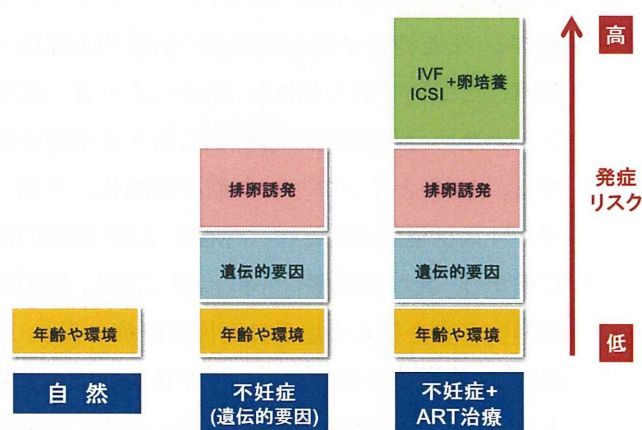 高
IVF
ICSI +卵培養
排卵誘発
排卵誘発
発症
リスク
遺伝的要因
遺伝的要因
年齢や環境
年齢や環境
年齢や環境
低
自然
不妊症
(遺伝的要因)
不妊症+
ART治療